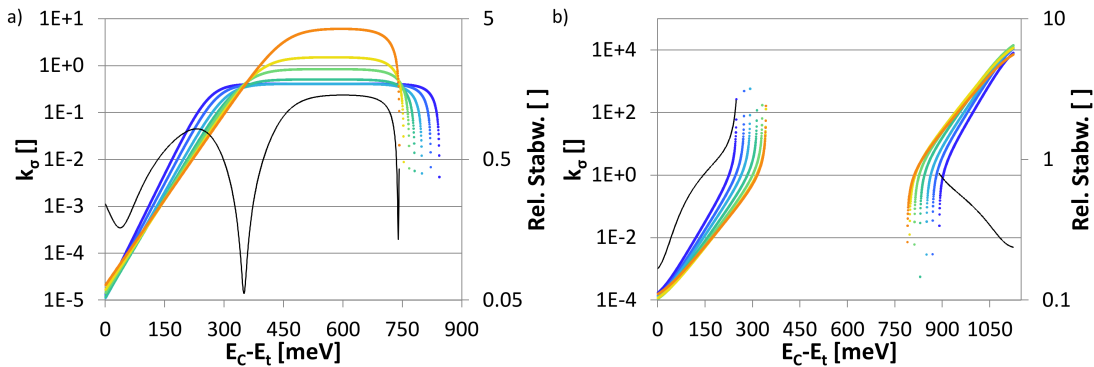 a)
1E+1
1E+0
1E-1
1E-2
1E-3
1E-4
1E-5
kσ []
5
0.5
0.05
Rel. Stabw. [ ]
0 150 300 450 600 750 900
EC-Et [meV]
b)
1E+4
1E+2
1E+0
1E-2
1E-4
kσ []
10
1
0.1
Rel. Stabw. [ ]
0 150 300 450 600 750 900 1050
EC-Et [meV]